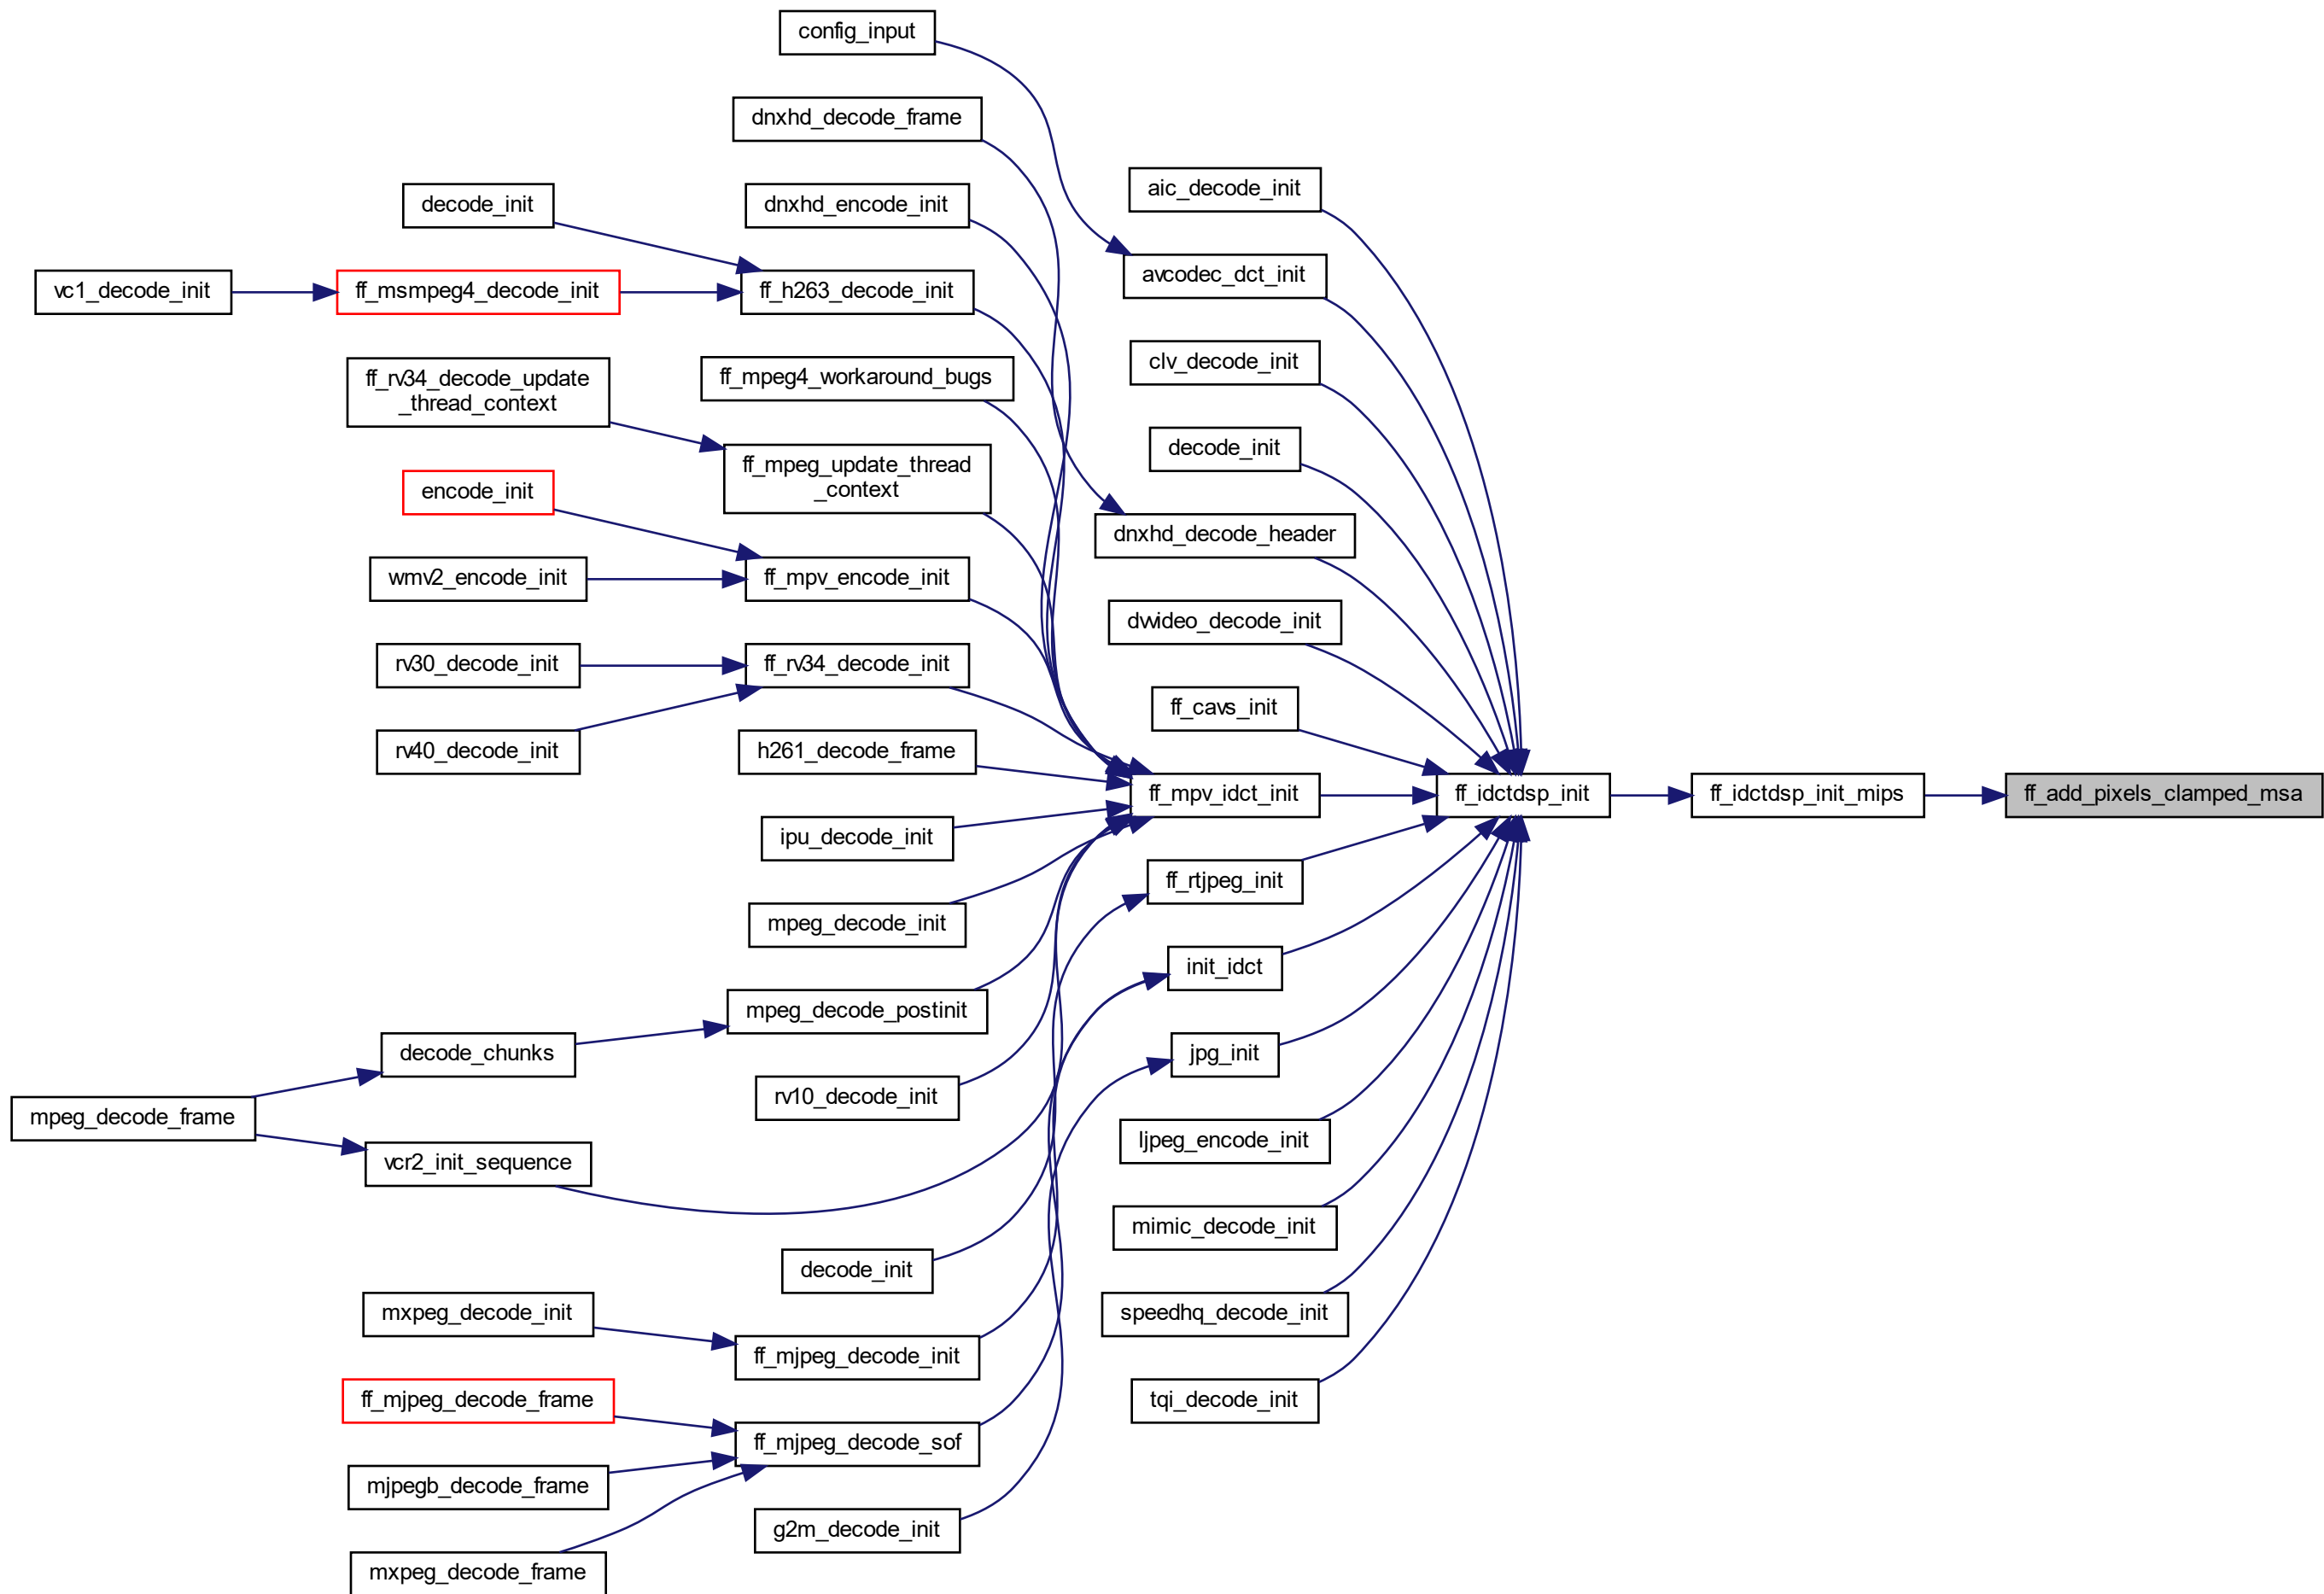 config_input
dnxhd_decode_frame
aic_decode_init
decode_init
dnxhd_encode_init
avcodec_dct_init
vc1_decode_init
ff_msmpeg4_decode_init
ff_h263_decode_init
clv_decode_init
ff_rv34_decode_update
_thread_context
ff_mpeg4_workaround_bugs
decode_init
ff_mpeg_update_thread
_context
encode_init
dnxhd_decode_header
wmv2_encode_init
ff_mpv_encode_init
dwideo_decode_init
rv30_decode_init
ff_rv34_decode_init
ff_cavs_init
rv40_decode_init
h261_decode_frame
ff_mpv_idct_init
ff_idctdsp_init
ff_idctdsp_init_mips
ff_add_pixels_clamped_msa
ipu_decode_init
ff_rtjpeg_init
mpeg_decode_init
init_idct
mpeg_decode_postinit
decode_chunks
jpg_init
rv10_decode_init
mpeg_decode_frame
ljpeg_encode_init
vcr2_init_sequence
mimic_decode_init
decode_init
mxpeg_decode_init
speedhq_decode_init
ff_mjpeg_decode_init
ff_mjpeg_decode_frame
tqi_decode_init
ff_mjpeg_decode_sof
mjpegb_decode_frame
g2m_decode_init
mxpeg_decode_frame